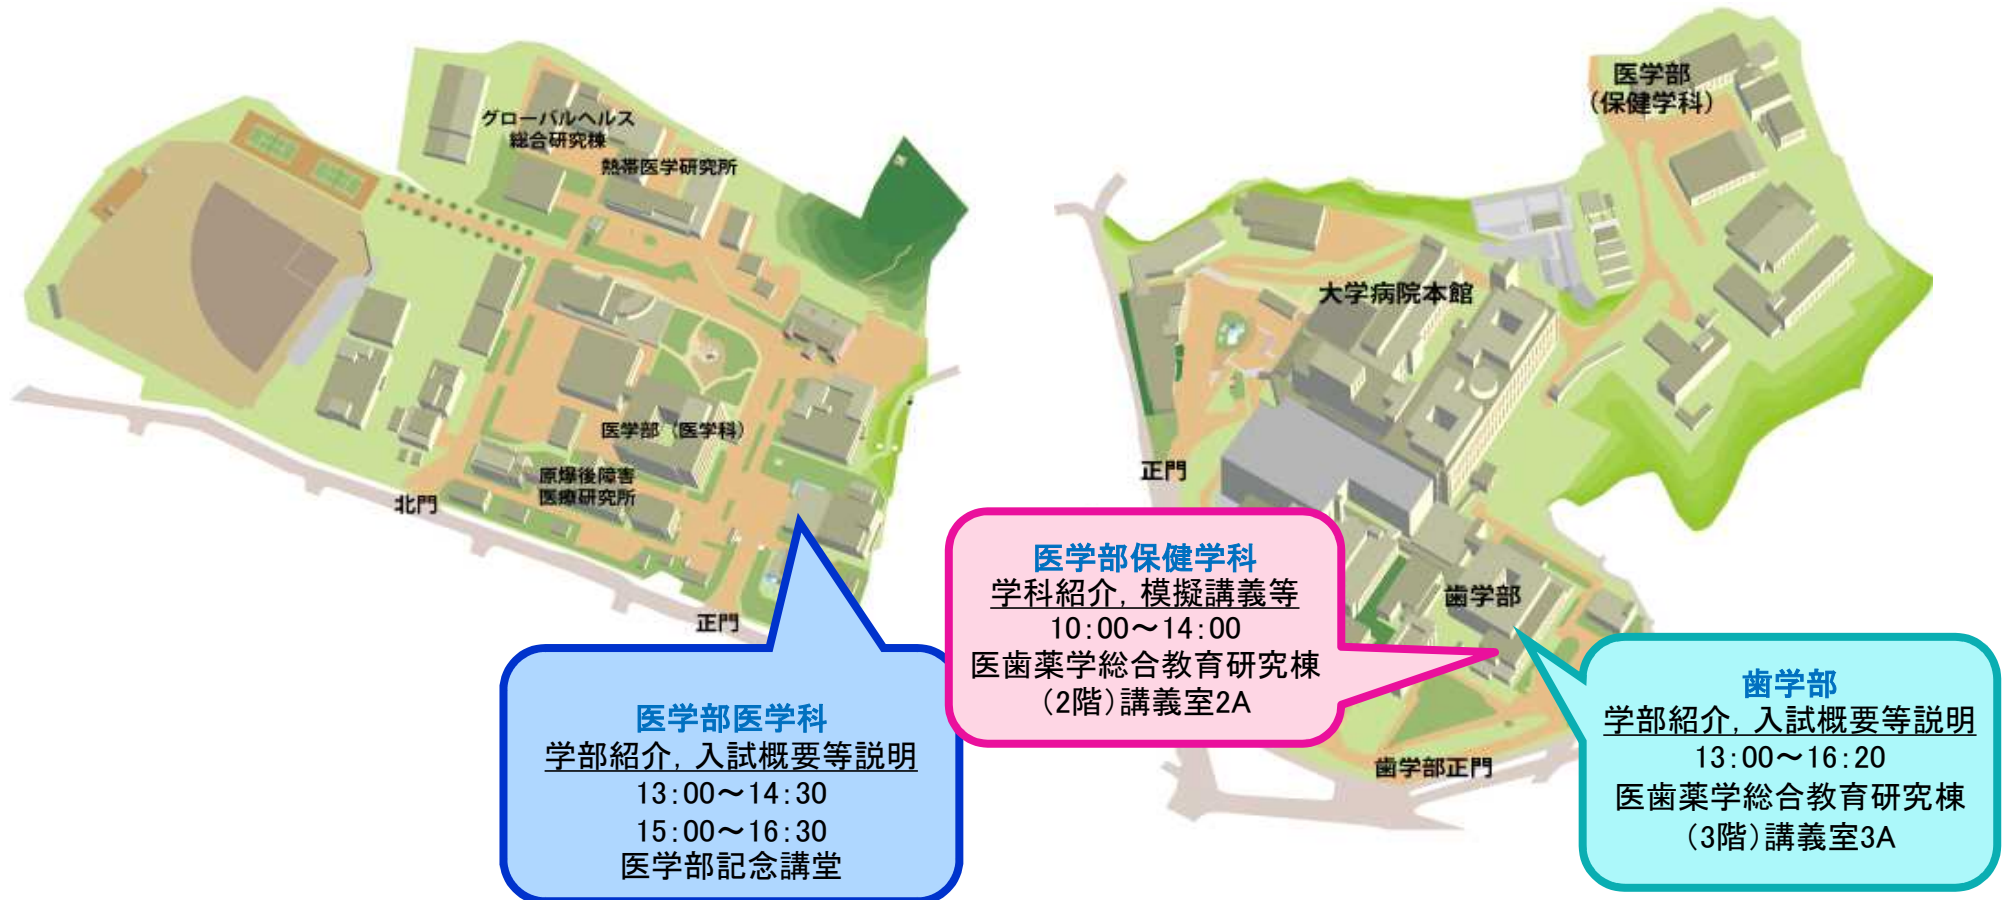 グローバルヘルス
総合研究棟
熱帯医学研究所
医学部（医学科）
原爆後障害
医療研究所
北門
正門
医学部医学科
学部紹介, 入試概要等説明
13:00～14:30
15:00～16:30
医学部記念講堂
医学部
（保健学科）
大学病院本館
正門
医学部保健学科
学科紹介, 模擬講義等
10:00～14:00
医歯薬学総合教育研究棟
（2階）講義室2A
歯学部
歯学部正門
歯学部
学部紹介, 入試概要等説明
13:00～16:20
医歯薬学総合教育研究棟
（3階）講義室3A